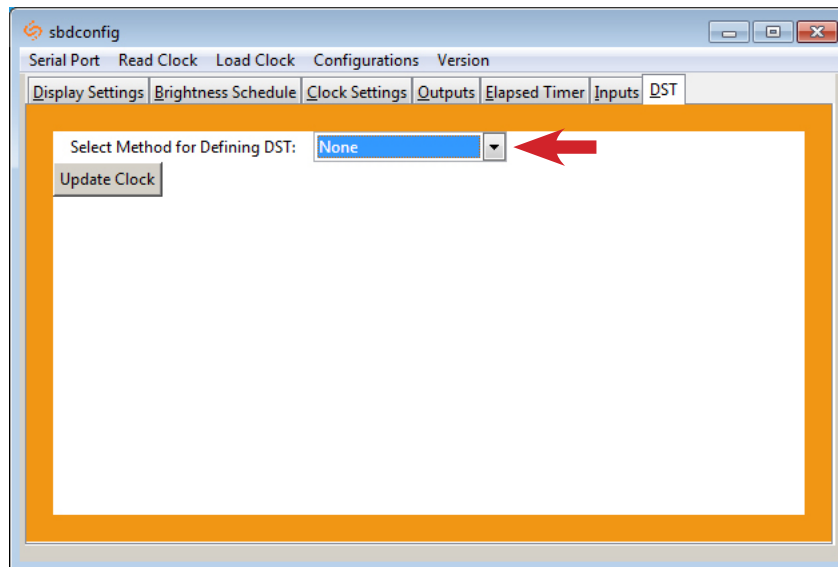 sbdconfig
Serial Port Read Clock Load Clock Configurations Version
Display Settings Brightness Schedule Clock Settings Outputs Elapsed Timer Inputs DST
Select Method for Defining DST: None
Update Clock